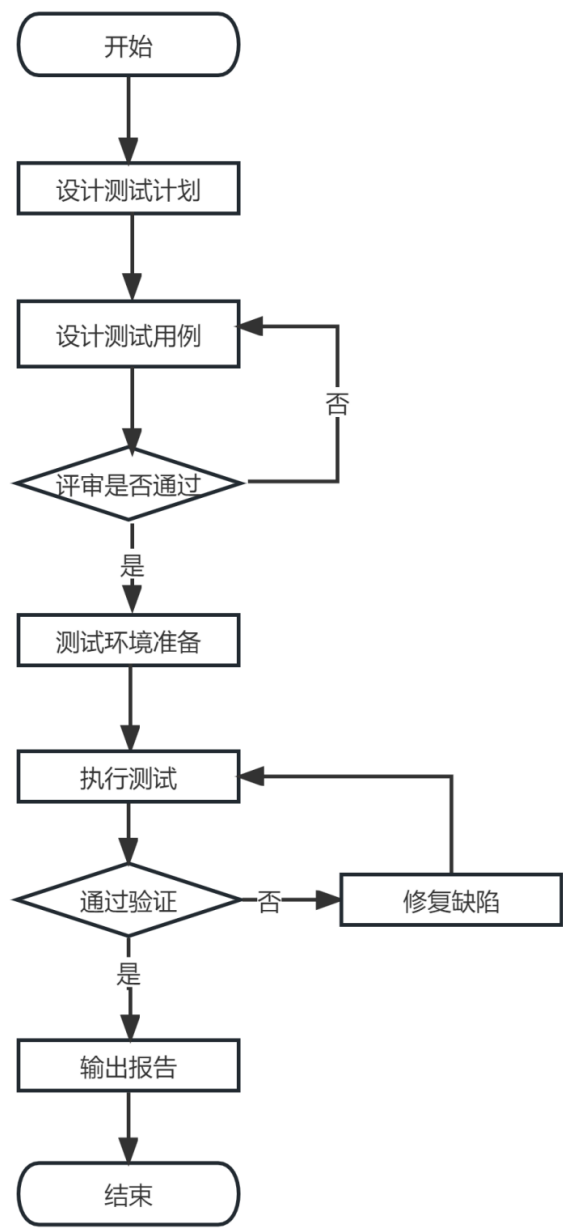 开始
设计测试计划
设计测试用例
否
评审是否通过
是
测试环境准备
执行测试
通过验证
否
修复缺陷
是
输出报告
结束